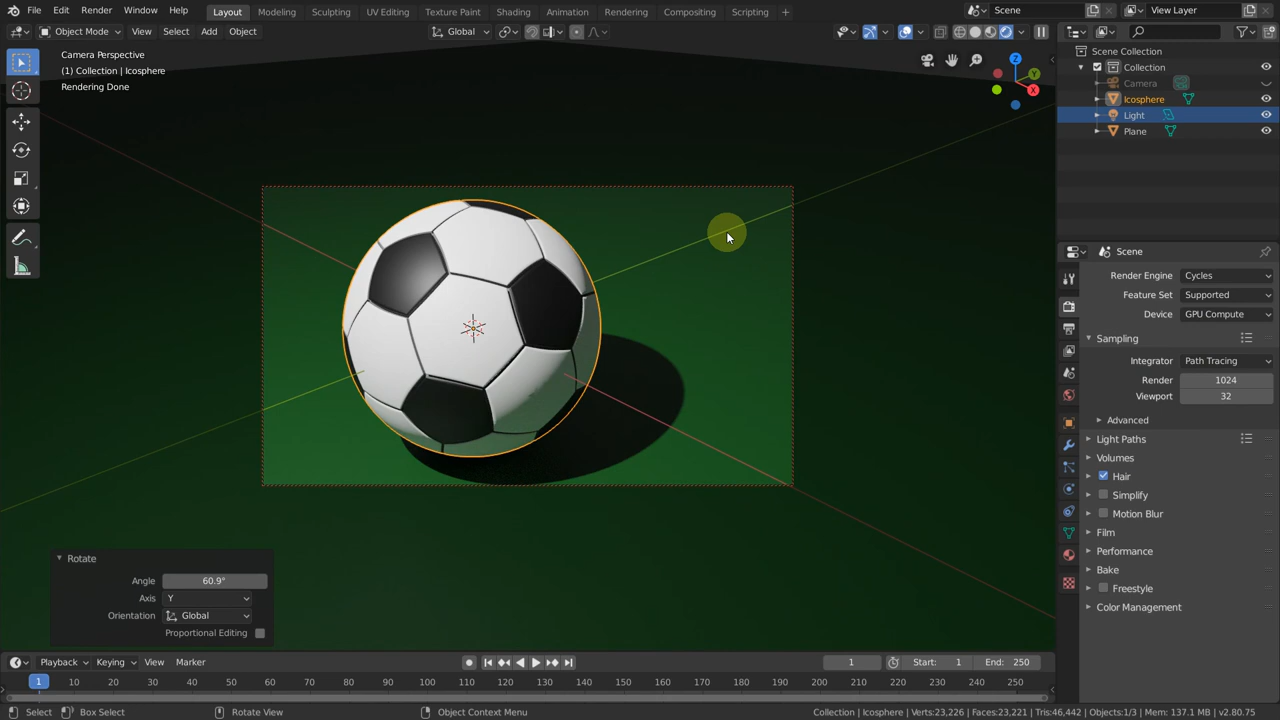 File Edit Render Window Help Layout Modeling Sculpting UV Editing Texture Paint Shading Animation Rendering Compositing Scripting + Scene View Layer
Object Mode View Select Add Object Global
Camera Perspective
(1) Collection | Icosphere
Rendering Done
Z
Y
X
Scene Collection
Collection
Camera
Icosphere
Light
Plane
Scene
Render Engine Cycles
Feature Set Supported
Device GPU Compute
Sampling
Integrator Path Tracing
Render 1024
Viewport 32
Advanced
Light Paths
Volumes
Hair
Simplify
Motion Blur
Film
Performance
Bake
Freestyle
Color Management
Rotate
Angle 60.9°
Axis Y
Orientation Global
Proportional Editing
Playback Keying View Marker 1 Start: 1 End: 250
1 10 20 30 40 50 60 70 80 90 100 110 120 130 140 150 160 170 180 190 200 210 220 230 240 250
Select Box Select Rotate View Object Context Menu Collection | Icosphere | Verts:23,226 | Faces:23,221 | Tris:46,442 | Objects:1/3 | Mem: 137.1 MB | v2.80.75